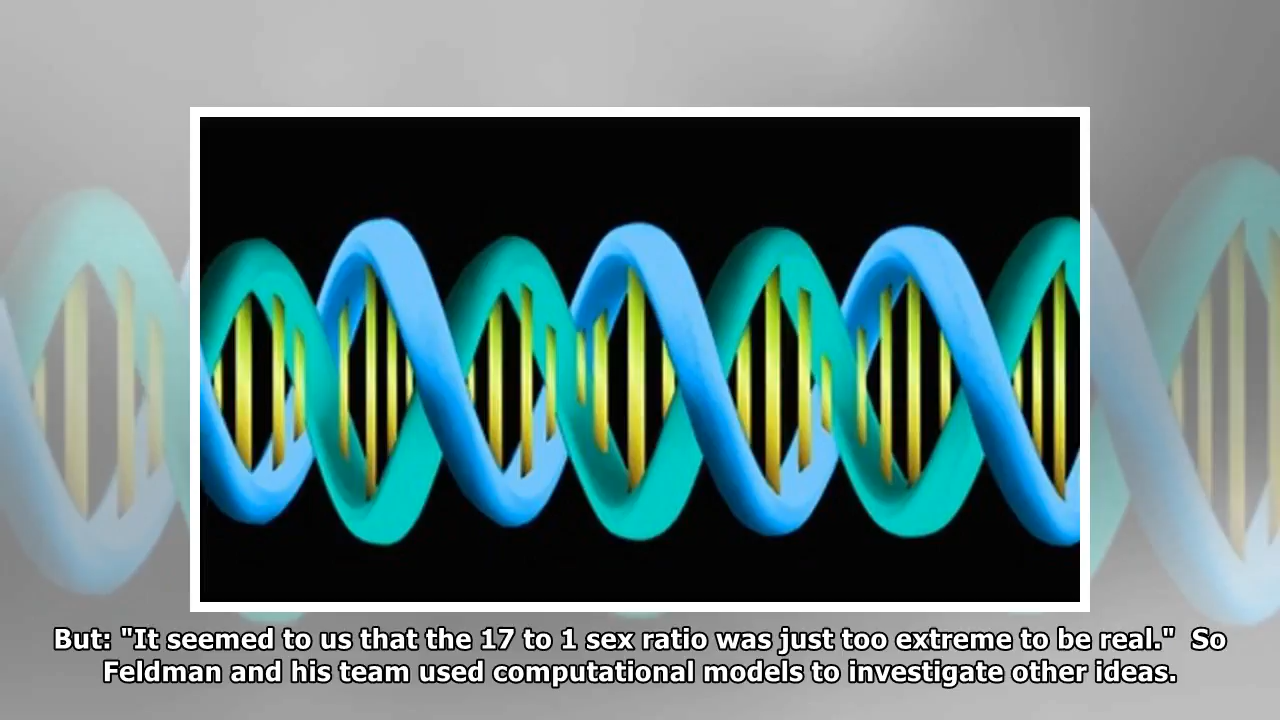 But: "It seemed to us that the 17 to 1 sex ratio was just too extreme to be real."  So
Feldman and his team used computational models to investigate other ideas.